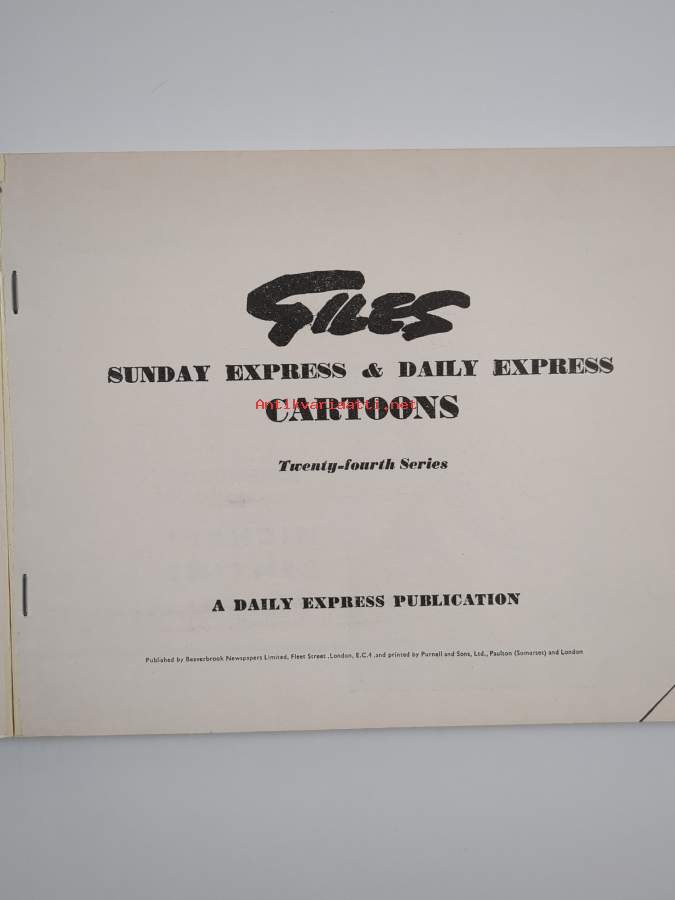 GILES
SUNDAY EXPRESS & DAILY EXPRESS
Antikvariaatti.net
CARTOONS
Twenty-fourth Series
A DAILY EXPRESS PUBLICATION
Published by Beaverbrook Newspapers Limited, Fleet Street ,London, E.C.4 .and printed by Purnell and Sons, Ltd., Paulton (Somerset) and London